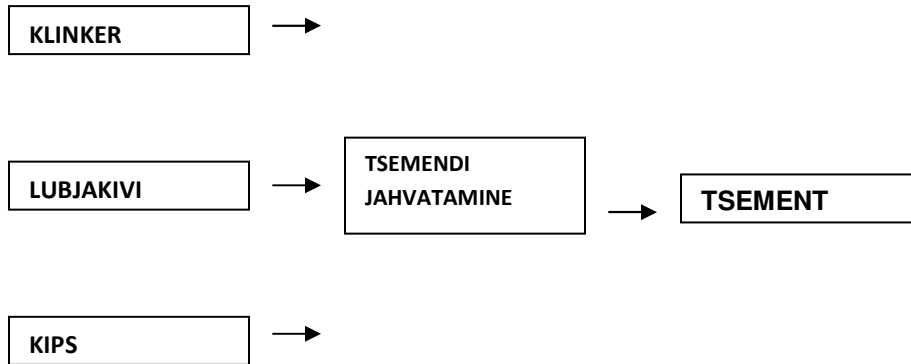 KLINKER
LUBJAKIVI
TSEMENDI
JAHVATAMINE
TSEMENT
KIPS